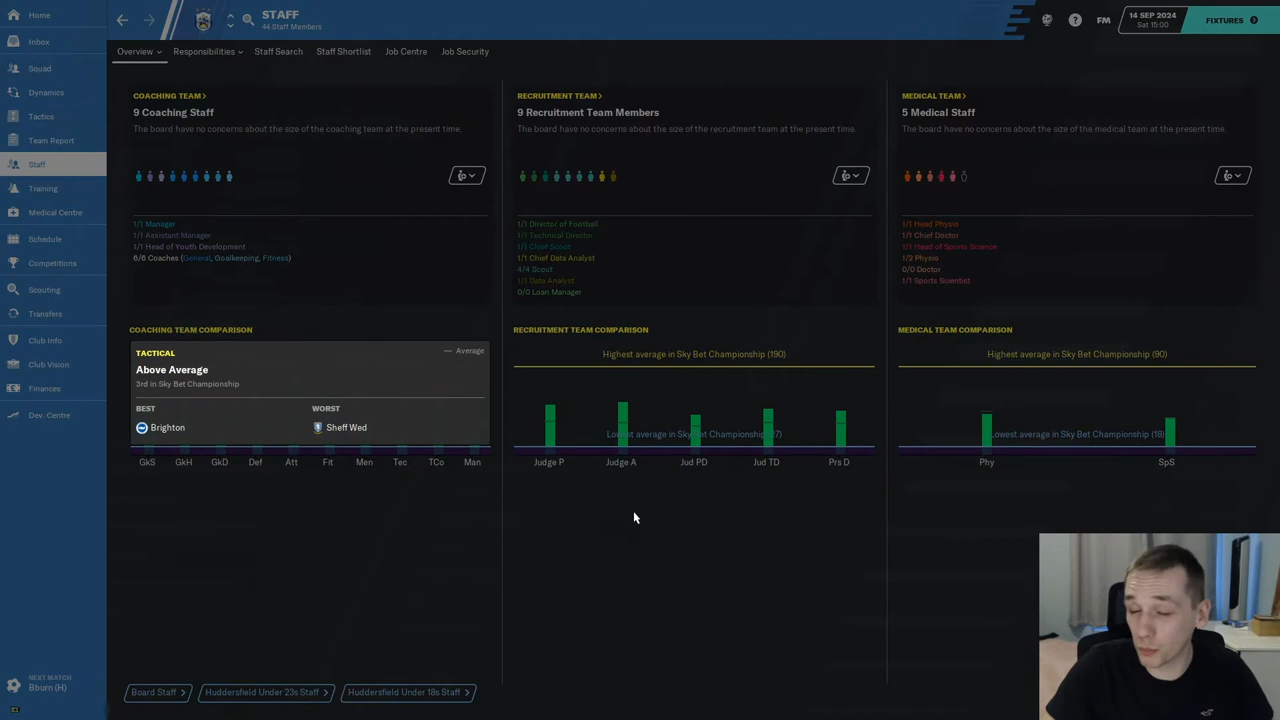 Home
Inbox
Squad
Dynamics
Tactics
Team Report
Staff
Training
Medical Centre
Schedule
Competitions
Scouting
Transfers
Club Info
Club Vision
Finances
Dev. Centre
NEXT MATCH
Bburn (H)
STAFF
44 Staff Members
?
FM
14 SEP 2024
Sat 15:00
FIXTURES
Overview
Responsibilities
Staff Search
Staff Shortlist
Job Centre
Job Security
COACHING TEAM >
9 Coaching Staff
The board have no concerns about the size of the coaching team at the present time.
1/1 Manager
1/1 Assistant Manager
1/1 Head of Youth Development
6/6 Coaches (General, Goalkeeping, Fitness)
COACHING TEAM COMPARISON
TACTICAL
Average
Above Average
3rd in Sky Bet Championship
BEST
WORST
Brighton
Sheff Wed
GkS GkH GkD Def Att Fit Men Tec TCo Man
RECRUITMENT TEAM >
9 Recruitment Team Members
The board have no concerns about the size of the recruitment team at the present time.
1/1 Director of Football
1/1 Technical Director
1/1 Chief Scout
1/1 Chief Data Analyst
4/4 Scout
1/1 Data Analyst
0/0 Loan Manager
RECRUITMENT TEAM COMPARISON
Highest average in Sky Bet Championship (190)
Lowest average in Sky Bet Championship (27)
Judge P Judge A Jud PD Jud TD Prs D
MEDICAL TEAM >
5 Medical Staff
The board have no concerns about the size of the medical team at the present time.
1/1 Head Physio
1/1 Chief Doctor
1/1 Head of Sports Science
1/2 Physio
0/0 Doctor
1/1 Sports Scientist
MEDICAL TEAM COMPARISON
Highest average in Sky Bet Championship (90)
Lowest average in Sky Bet Championship (18)
Phy SpS
Board Staff >
Huddersfield Under 23s Staff >
Huddersfield Under 18s Staff >